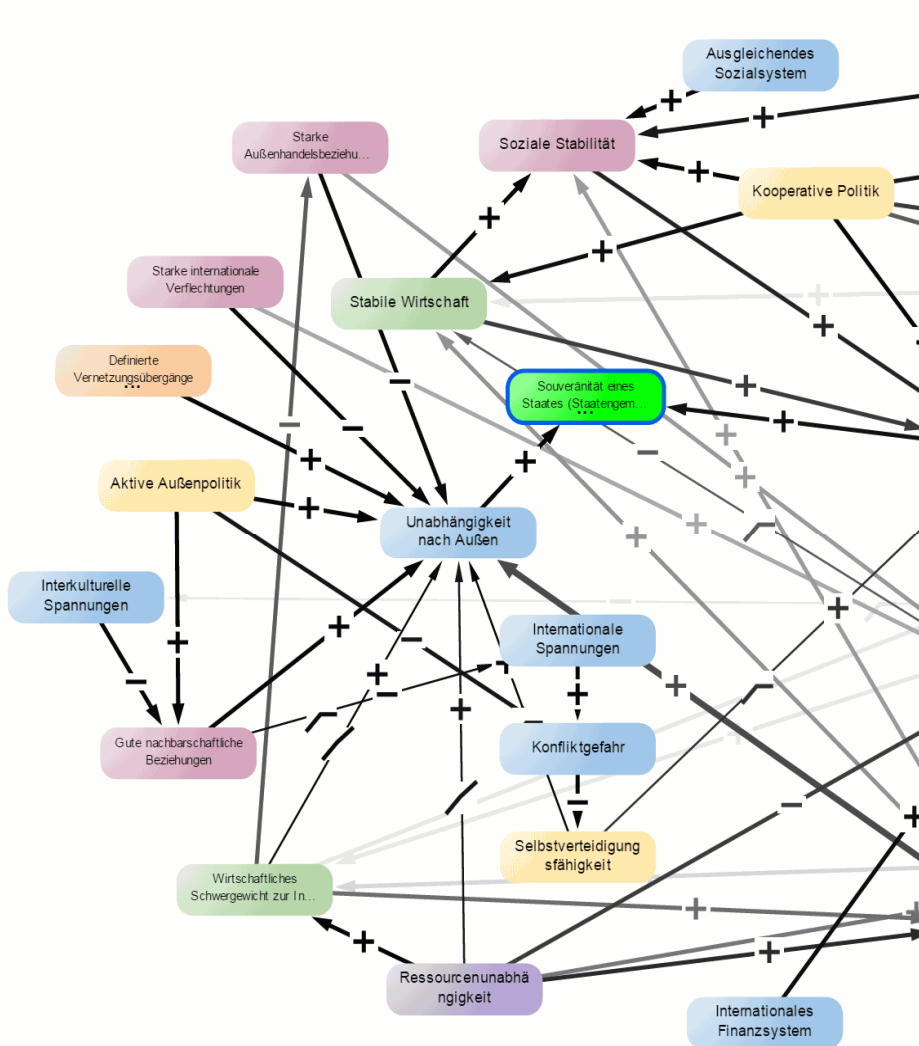 Ausgleichendes
Sozialsystem
Starke
Außenhandelsbeziehu...
Soziale Stabilität
Kooperative Politik
Starke internationale
Verflechtungen
Stabile Wirtschaft
Definierte
Vernetzungsübergänge
...
Souveränität eines
Staates (Staatengem...
...
Aktive Außenpolitik
Unabhängigkeit
nach Außen
Interkulturelle
Spannungen
Internationale
Spannungen
Gute nachbarschaftliche
Beziehungen
Konfliktgefahr
Selbstverteidigung
sfähigkeit
Wirtschaftliches
Schwergewicht zur In...
Ressourcenunabhä
ngigkeit
Internationales
Finanzsystem